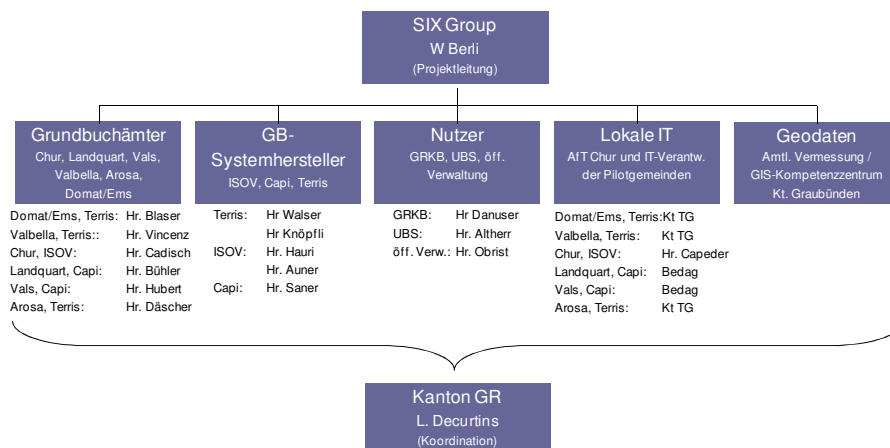 SIX Group
W Berli
(Projektleitung)
Grundbuchämter
Chur, Landquart, Vals,
Valbella, Arosa,
Domat/Ems
GB-
Systemhersteller
ISOV, Capi, Terris
Nutzer
GRKB, UBS, öff.
Verwaltung
Lokale IT
AfT Chur und IT-Verantw.
der Pilotgemeinden
Geodaten
Amtl. Vermessung /
GIS-Kompetenzzentrum
Kt. Graubünden
Domat/Ems, Terris: Hr. Blaser
Valbella, Terris:: Hr. Vincenz
Chur, ISOV: Hr. Cadisch
Landquart, Capi: Hr. Bühler
Vals, Capi: Hr. Hubert
Arosa, Terris: Hr. Däscher
Terris: Hr Walser
Hr Knöpfli
ISOV: Hr. Hauri
Hr. Auner
Capi: Hr. Saner
GRKB: Hr Danuser
UBS: Hr. Altherr
öff. Verw.: Hr. Obrist
Domat/Ems, Terris:Kt TG
Valbella, Terris: Kt TG
Chur, ISOV: Hr. Capeder
Landquart, Capi: Bedag
Vals, Capi: Bedag
Arosa, Terris: Kt TG
Kanton GR
L. Decurtins
(Koordination)